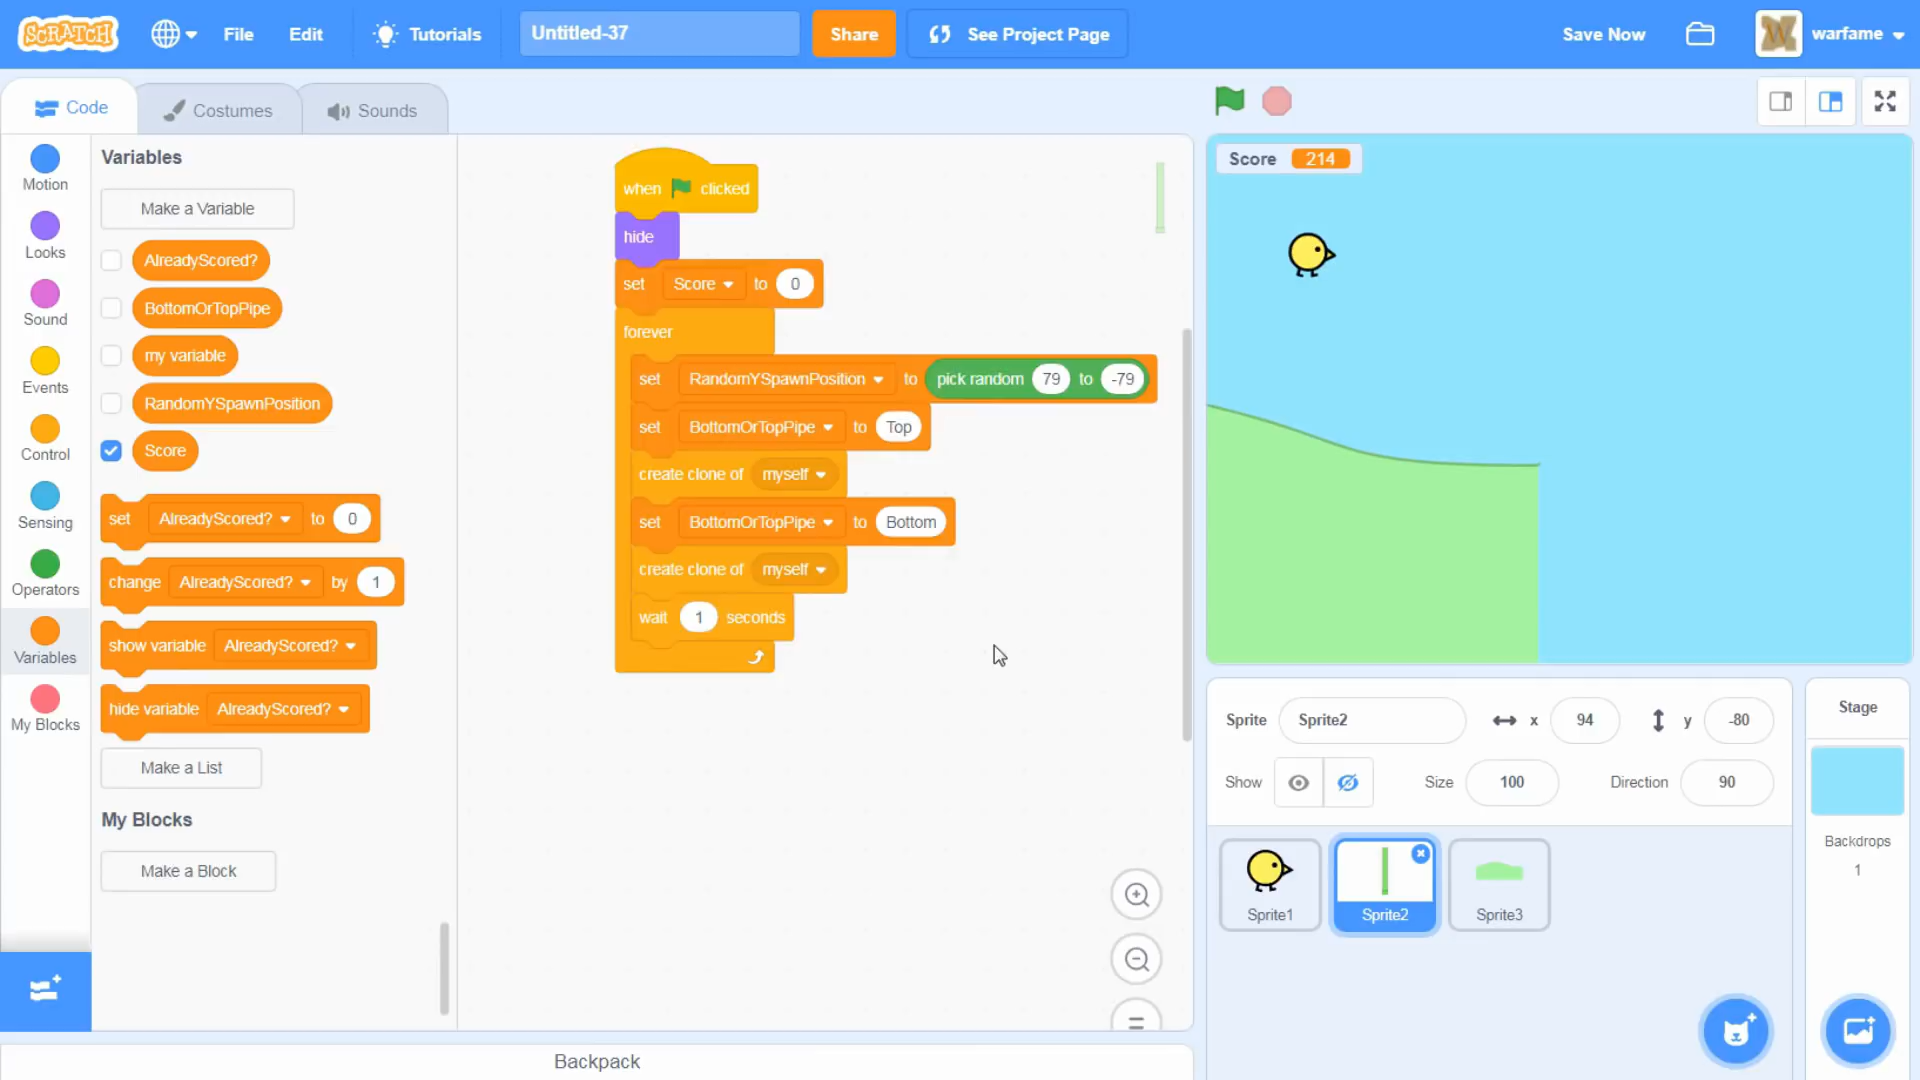 SCRATCH
File
Edit
Tutorials
Untitled-37
Share
See Project Page
Save Now
warfame
Code
Costumes
Sounds
Motion
Looks
Sound
Events
Control
Sensing
Operators
Variables
My Blocks
Variables
Make a Variable
AlreadyScored?
BottomOrTopPipe
my variable
RandomYSpawnPosition
Score
set AlreadyScored? to 0
change AlreadyScored? by 1
show variable AlreadyScored?
hide variable AlreadyScored?
Make a List
My Blocks
Make a Block
when clicked
hide
set Score to 0
forever
set RandomYSpawnPosition to pick random 79 to -79
set BottomOrTopPipe to Top
create clone of myself
set BottomOrTopPipe to Bottom
create clone of myself
wait 1 seconds
Backpack
Score 214
Sprite Sprite2 x 94 y -80
Show Size 100 Direction 90
Sprite1
Sprite2
Sprite3
Stage
Backdrops
1